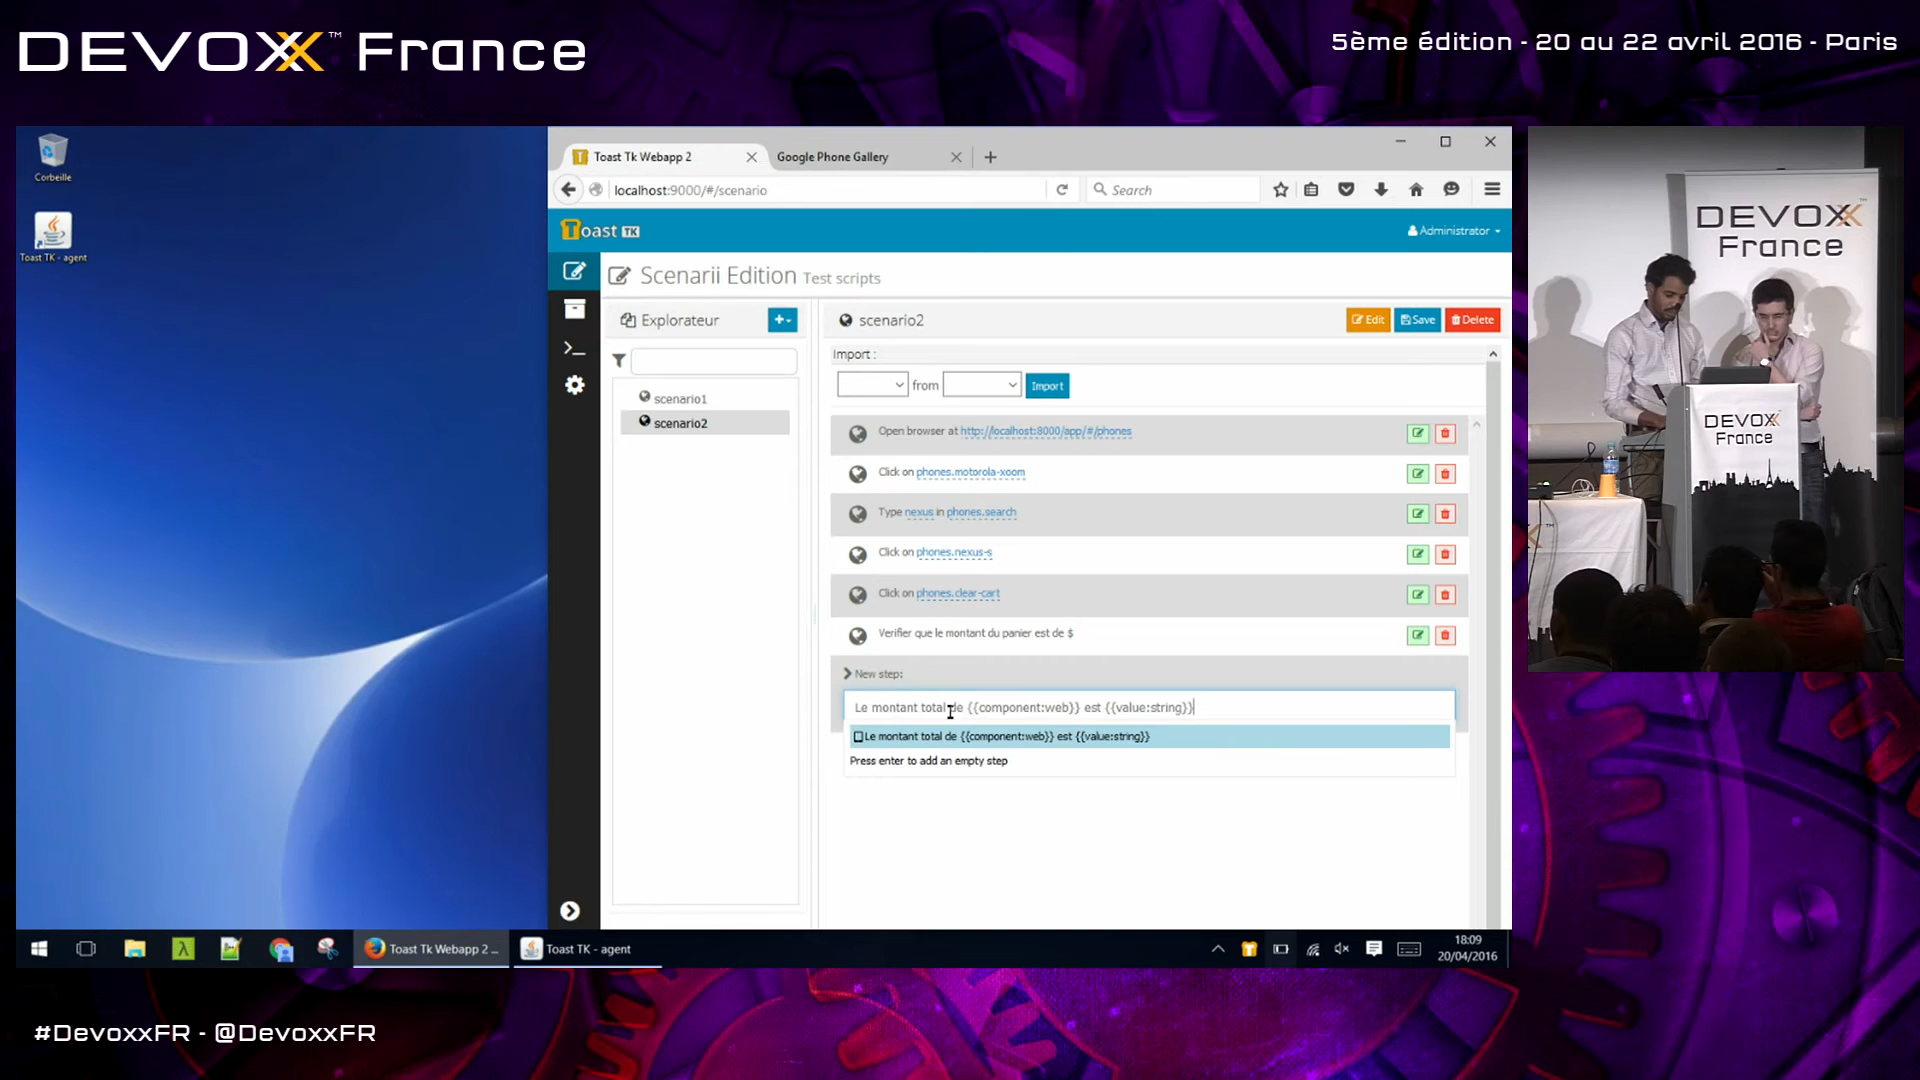 DEVOXX™ France
5ème édition - 20 au 22 avril 2016 - Paris
Corbeille
Toast TK - agent
Toast Tk Webapp 2
Google Phone Gallery
localhost:9000/#/scenario
Search
Toast TK
Administrator
Scenarii Edition Test scripts
Explorateur
scenario1
scenario2
scenario2
Edit
Save
Delete
Import :
from
Import
Open browser at http://localhost:8000/app/#/phones
Click on phones.motorola-xoom
Type nexus in phones.search
Click on phones.nexus-s
Click on phones.clear-cart
Verifier que le montant du panier est de $
New step:
Le montant total de {{component:web}} est {{value:string}}
Le montant total de {{component:web}} est {{value:string}}
Press enter to add an empty step
Toast Tk Webapp 2 ...
Toast TK - agent
18:09
20/04/2016
DEVOXX™
France
DEVOXX
France
#DevoxxFR - @DevoxxFR